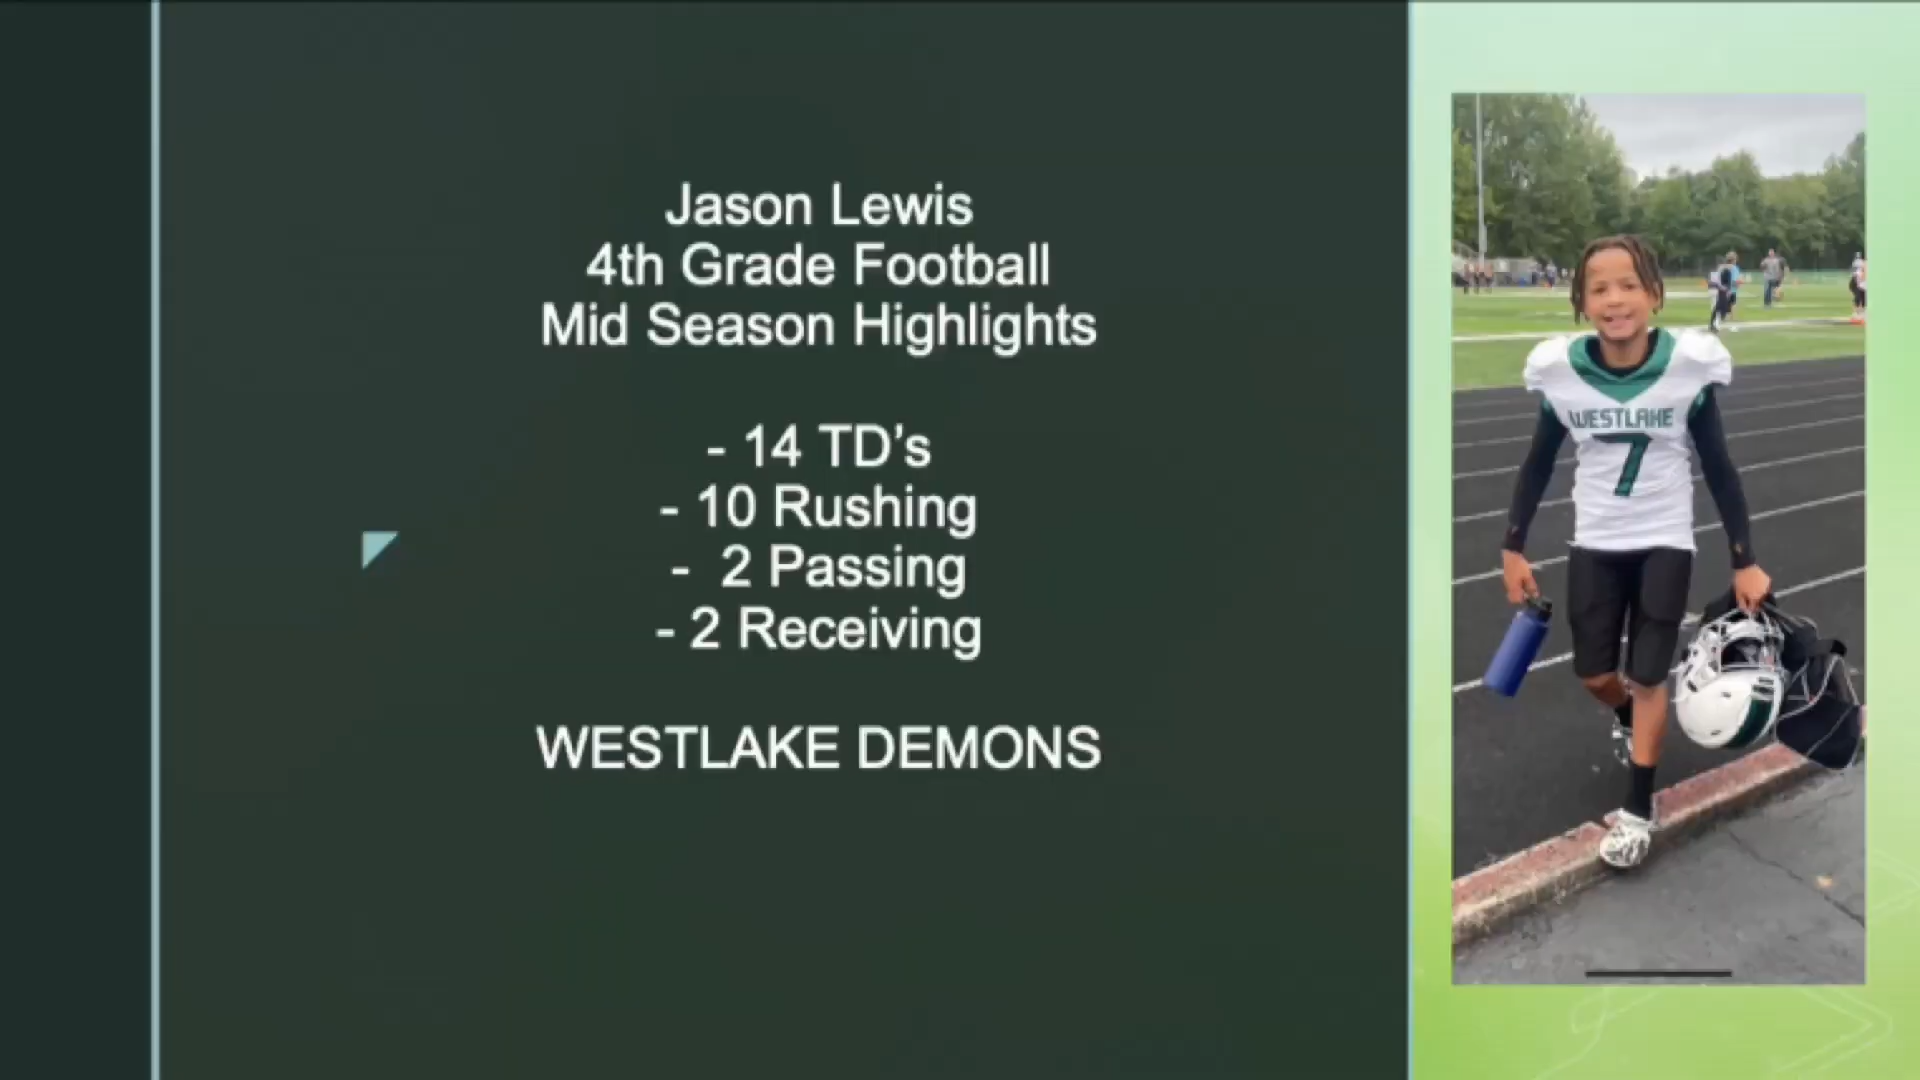 Jason Lewis
4th Grade Football
Mid Season Highlights
- 14 TD's
- 10 Rushing
-  2 Passing
- 2 Receiving
WESTLAKE DEMONS
WESTLAKE
7